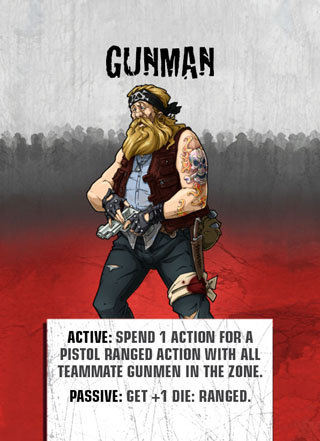 GUNMAN
ACTIVE: SPEND 1 ACTION FOR A
PISTOL RANGED ACTION WITH ALL
TEAMMATE GUNMEN IN THE ZONE.
PASSIVE: GET +1 DIE: RANGED.